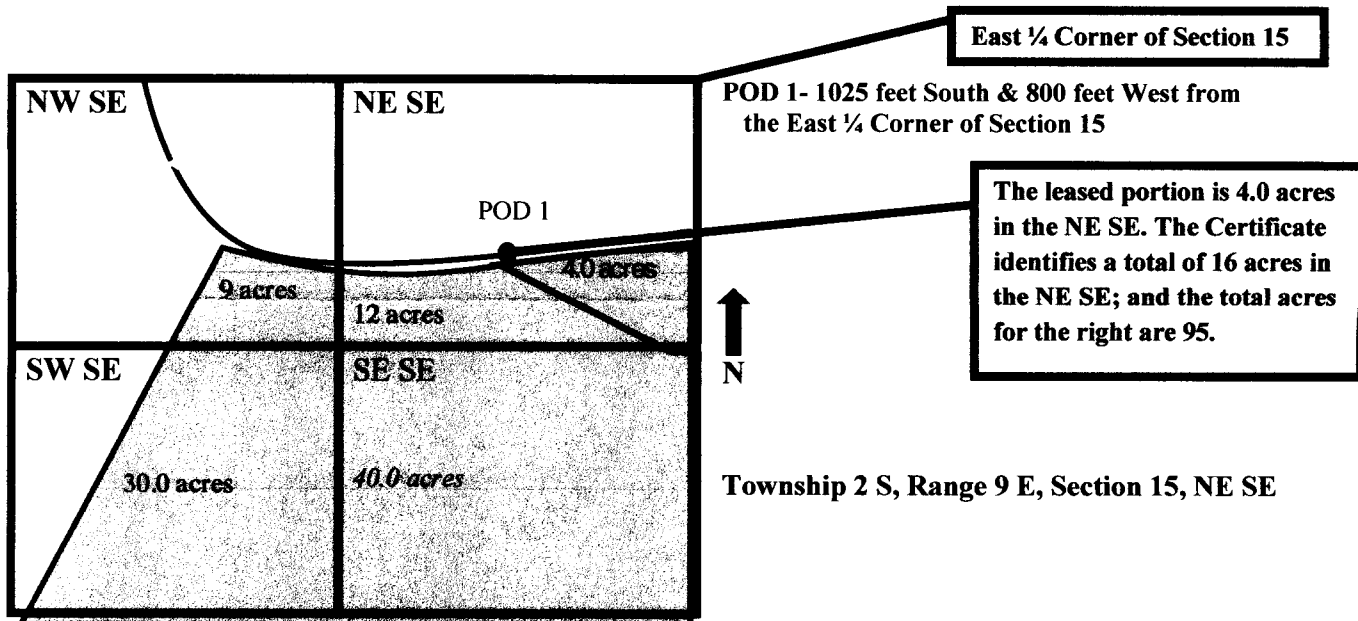 East ¼ Corner of Section 15
NW SE
NE SE
POD 1- 1025 feet South & 800 feet West from
the East ¼ Corner of Section 15
The leased portion is 4.0 acres
in the NE SE. The Certificate
identifies a total of 16 acres in
the NE SE; and the total acres
for the right are 95.
POD 1
4.0 acres
9 acres
12 acres
N
SW SE
SE SE
30.0 acres
40.0 acres
Township 2 S, Range 9 E, Section 15, NE SE